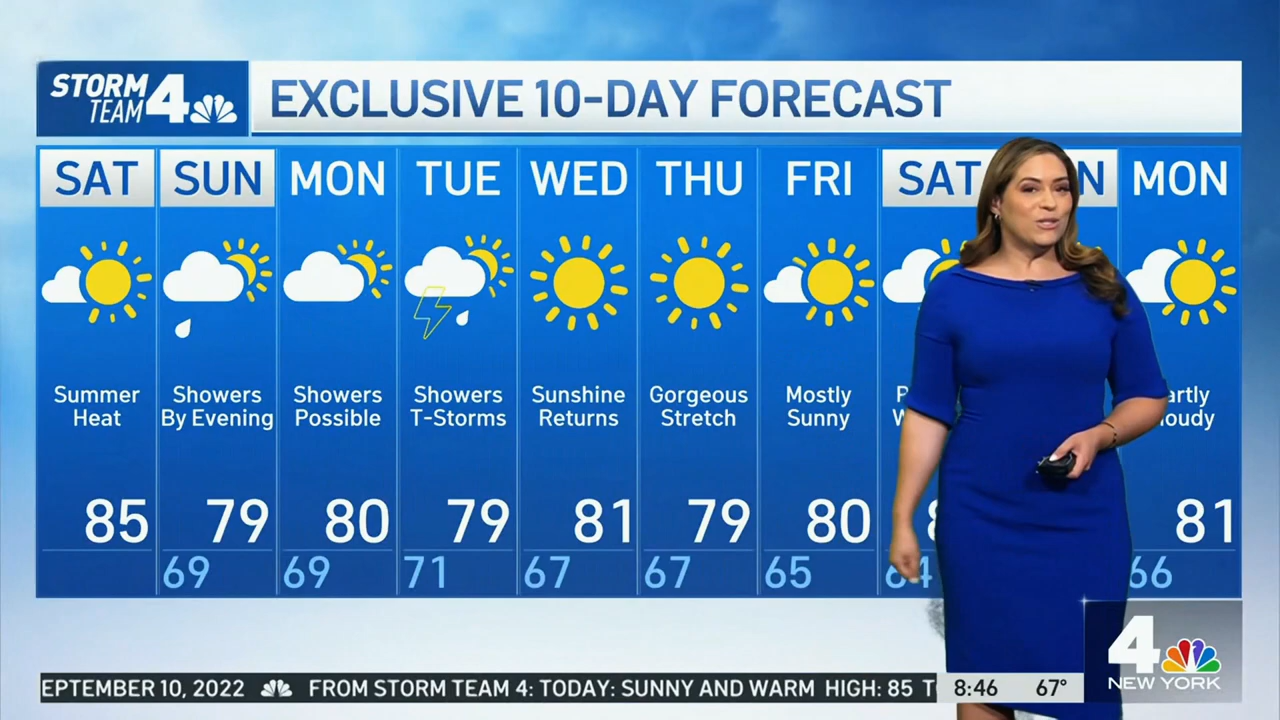 STORM
TEAM 4
EXCLUSIVE 10-DAY FORECAST
SAT SUN MON TUE WED THU FRI SAT MON
Summer
Heat
Showers
By Evening
Showers
Possible
Showers
T-Storms
Sunshine
Returns
Gorgeous
Stretch
Mostly
Sunny
85 79 80 79 81 79 80 81
69 69 71 67 67 65 64 66
EPTEMBER 10, 2022 FROM STORM TEAM 4: TODAY: SUNNY AND WARM HIGH: 85
8:46 67°
4
NEW YORK